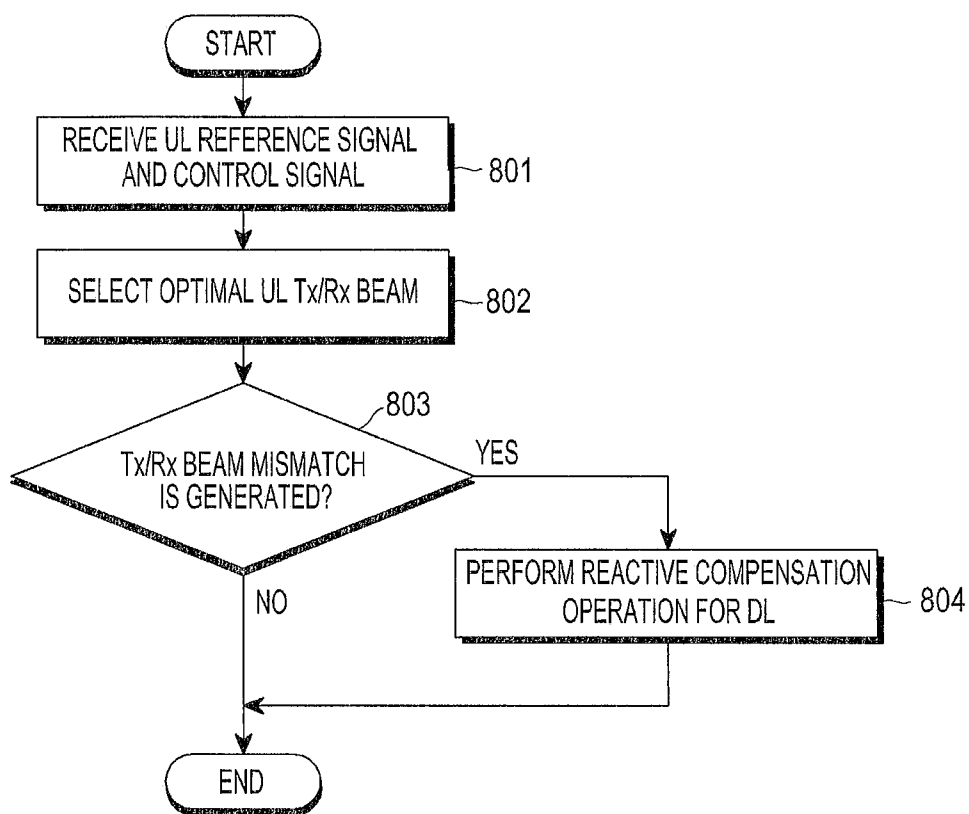 START
RECEIVE UL REFERENCE SIGNAL
AND CONTROL SIGNAL
801
SELECT OPTIMAL UL Tx/Rx BEAM
802
803
Tx/Rx BEAM MISMATCH
IS GENERATED?
YES
NO
PERFORM REACTIVE COMPENSATION
OPERATION FOR DL
804
END